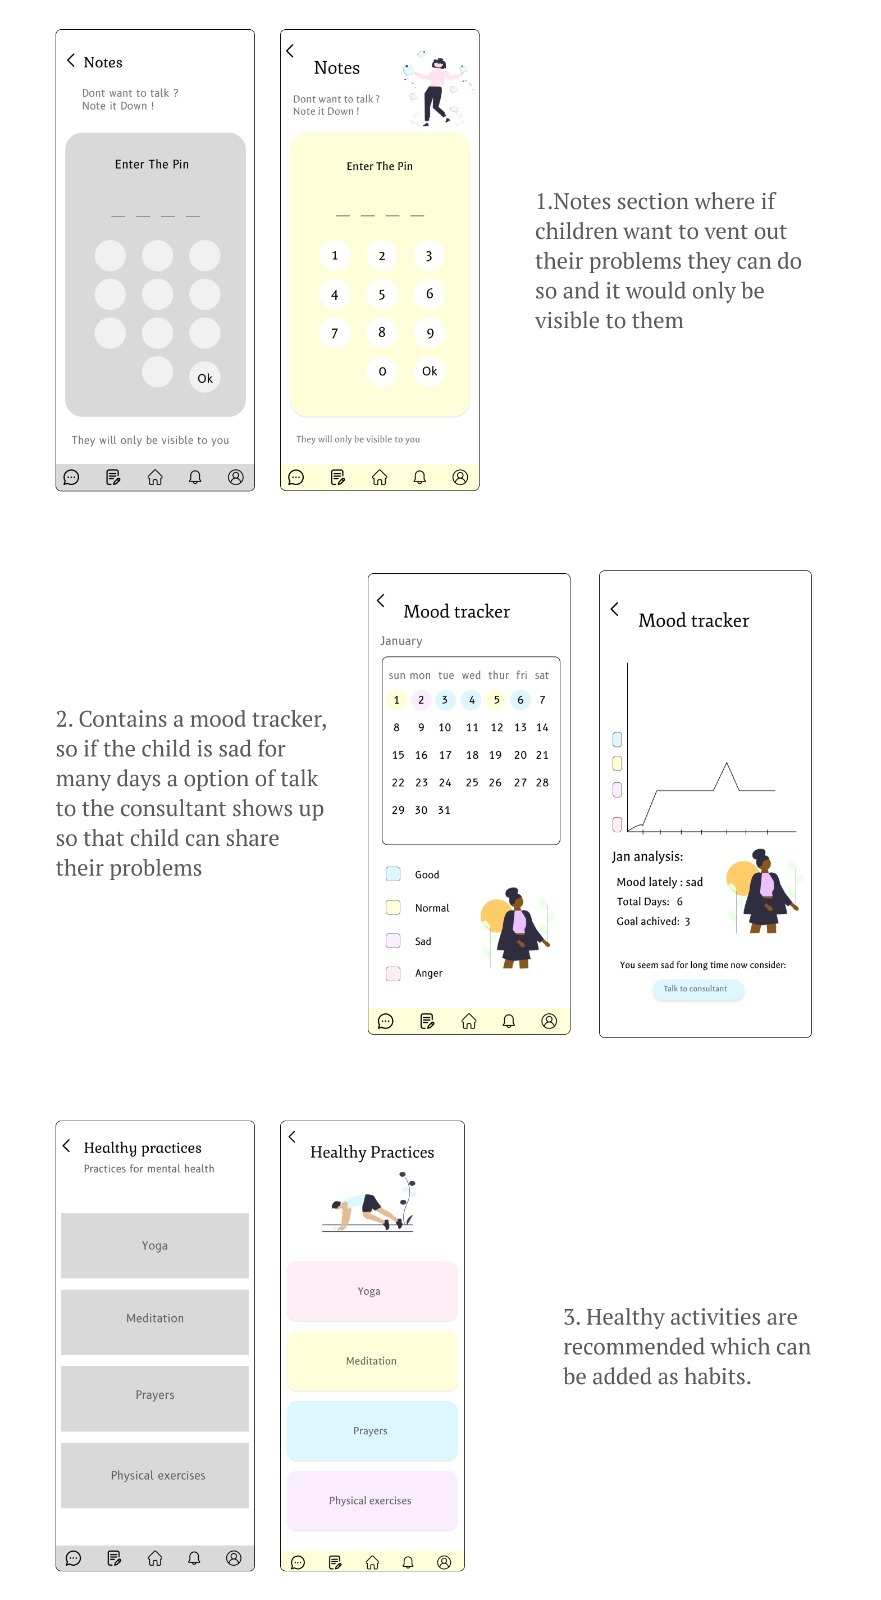 Notes
Dont want to talk ?
Note it Down !
Enter The Pin
Ok
They will only be visible to you
Notes
Dont want to talk ?
Note it Down !
Enter The Pin
1 2 3
4 5 6
7 8 9
0 Ok
They will only be visible to you
1.Notes section where if
children want to vent out
their problems they can do
so and it would only be
visible to them
2. Contains a mood tracker,
so if the child is sad for
many days a option of talk
to the consultant shows up
so that child can share
their problems
Mood tracker
January
sun mon tue wed thur fri sat
1 2 3 4 5 6 7
8 9 10 11 12 13 14
15 16 17 18 19 20 21
22 23 24 25 26 27 28
29 30 31
Good
Normal
Sad
Anger
Mood tracker
Jan analysis:
Mood lately : sad
Total Days: 6
Goal achived: 3
You seem sad for long time now consider:
Talk to consultant
Healthy practices
Practices for mental health
Yoga
Meditation
Prayers
Physical exercises
Healthy Practices
Yoga
Meditation
Prayers
Physical exercises
3. Healthy activities are
recommended which can
be added as habits.